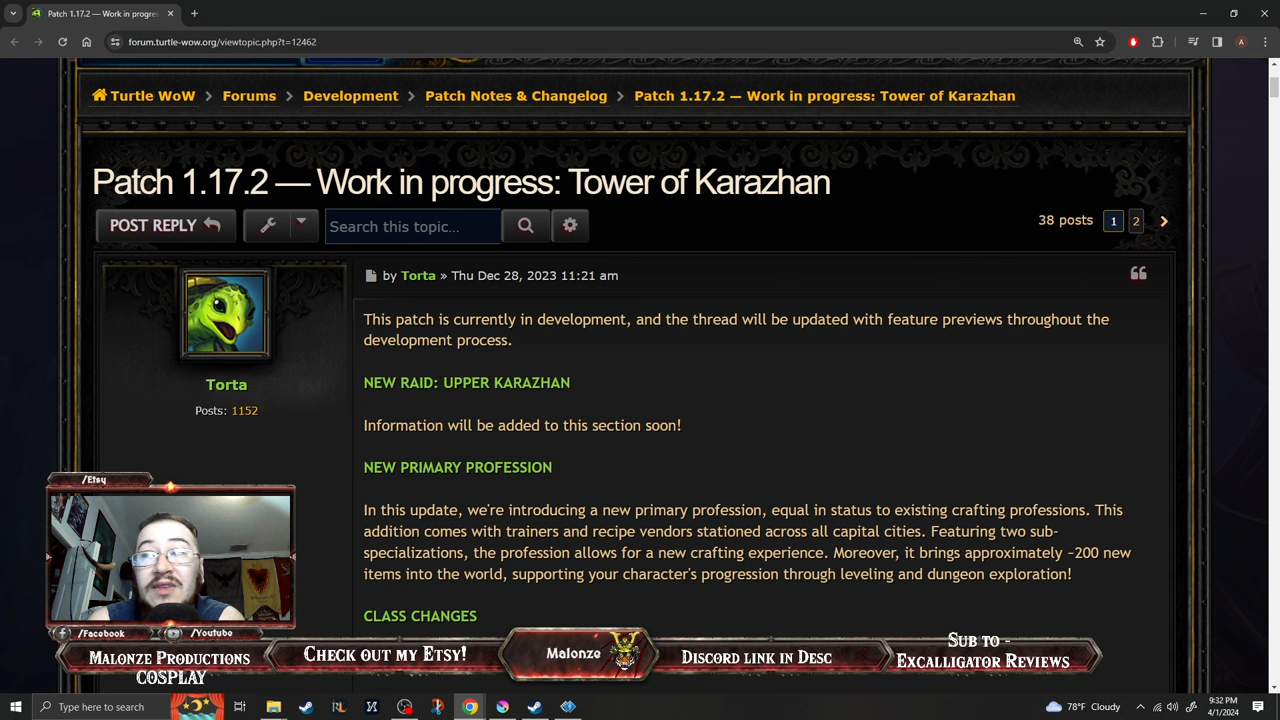 Patch 1.17.2 — Work in progres
forum.turtle-wow.org/viewtopic.php?t=12462
A
Turtle WoW > Forums > Development > Patch Notes & Changelog > Patch 1.17.2 — Work in progress: Tower of Karazhan
Patch 1.17.2 — Work in progress: Tower of Karazhan
POST REPLY
Search this topic…
38 posts 1 2
by Torta » Thu Dec 28, 2023 11:21 am
This patch is currently in development, and the thread will be updated with feature previews throughout the
development process.
Torta
Posts: 1152
NEW RAID: UPPER KARAZHAN
Information will be added to this section soon!
NEW PRIMARY PROFESSION
In this update, we're introducing a new primary profession, equal in status to existing crafting professions. This
addition comes with trainers and recipe vendors stationed across all capital cities. Featuring two sub-
specializations, the profession allows for a new crafting experience. Moreover, it brings approximately ~200 new
items into the world, supporting your character's progression through leveling and dungeon exploration!
CLASS CHANGES
/Etsy
/Facebook
/Youtube
Malonze Productions
COSPLAY
Check out my Etsy!
Malonze
Discord link in Desc
Sub to -
Excalligator Reviews
Type here to search
78°F Cloudy
9:32 PM
4/1/2024